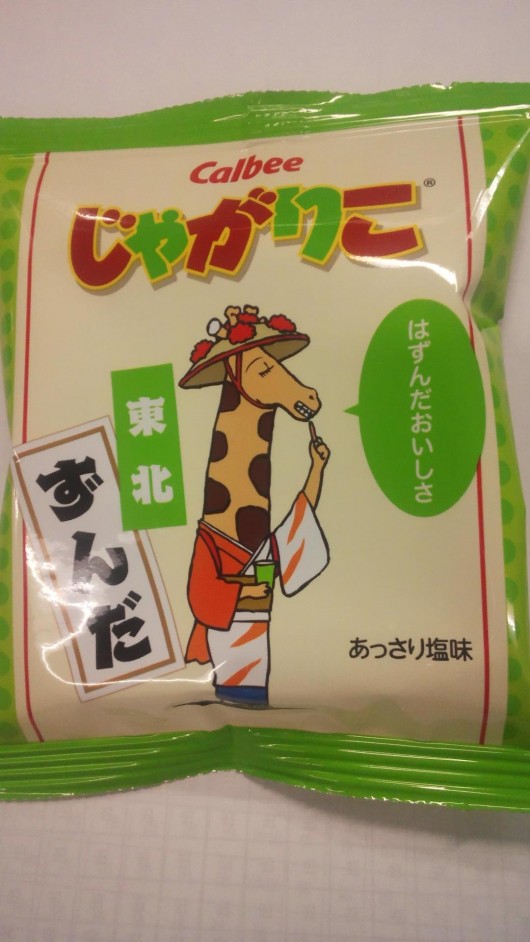 Calbee
じゃがりこ®
はずんだおいしさ
東北
ずんだ
あっさり塩味